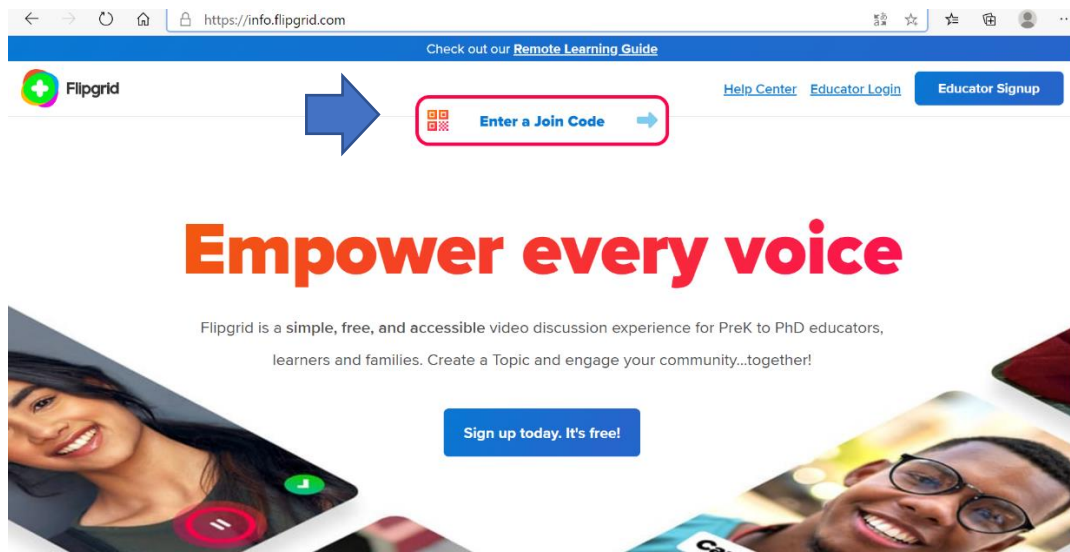 https://info.flipgrid.com
Check out our Remote Learning Guide
Flipgrid
Help Center Educator Login Educator Signup
Enter a Join Code
Empower every voice
Flipgrid is a simple, free, and accessible video discussion experience for PreK to PhD educators,
learners and families. Create a Topic and engage your community...together!
Sign up today. It's free!